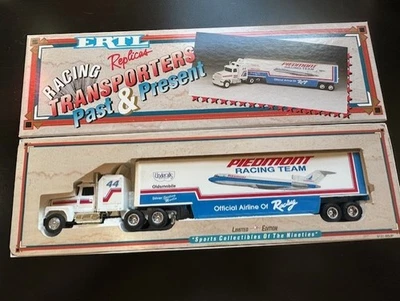 ERTL
Replicas
RACING
TRANSPORTERS
Past & Present
PIEDMONT
RACING TEAM
44
Oldsmobile
Official Airline Of Racing
LIMITED EDITION
"Sports Collectibles Of The Nineties"